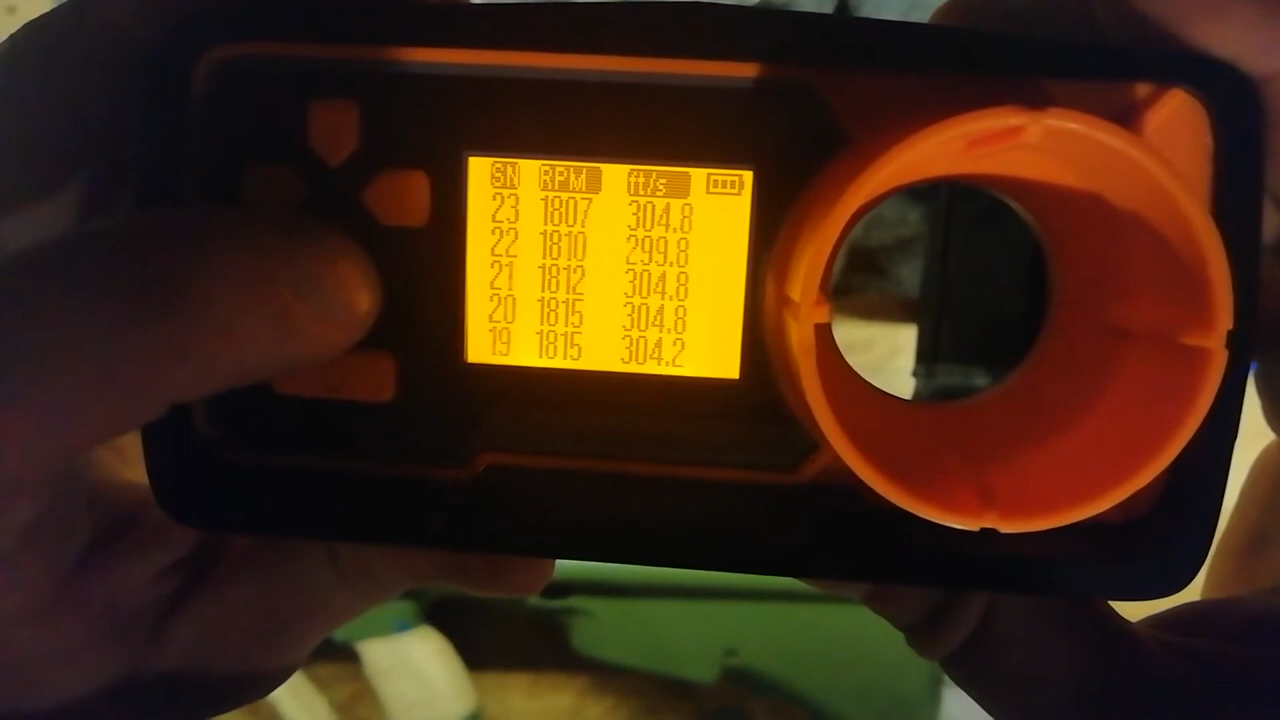 SN RPM ft/s
23 1807 304.8
22 1810 299.8
21 1812 304.8
20 1815 304.8
19 1815 304.2